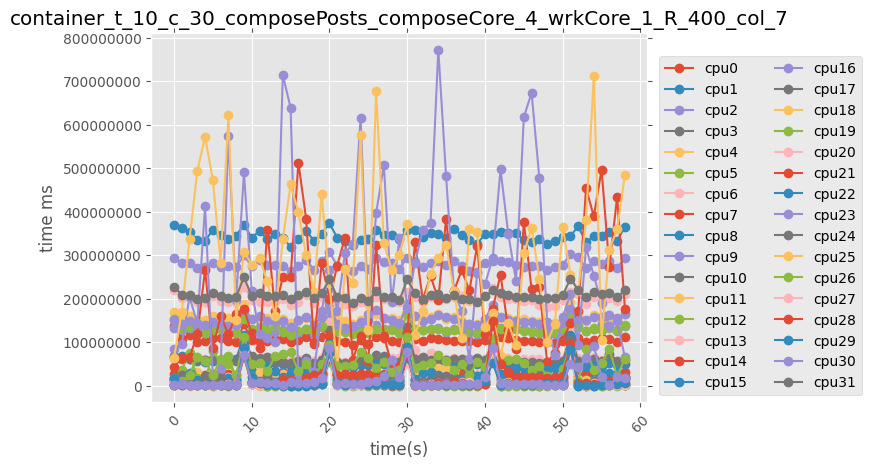 container_t_10_c_30_composePosts_composeCore_4_wrkCore_1_R_400_col_7
800000000
700000000
600000000
500000000
400000000
300000000
200000000
100000000
0
time ms
0
10
20
30
40
50
60
time(s)
cpu0
cpu1
cpu2
cpu3
cpu4
cpu5
cpu6
cpu7
cpu8
cpu9
cpu10
cpu11
cpu12
cpu13
cpu14
cpu15
cpu16
cpu17
cpu18
cpu19
cpu20
cpu21
cpu22
cpu23
cpu24
cpu25
cpu26
cpu27
cpu28
cpu29
cpu30
cpu31